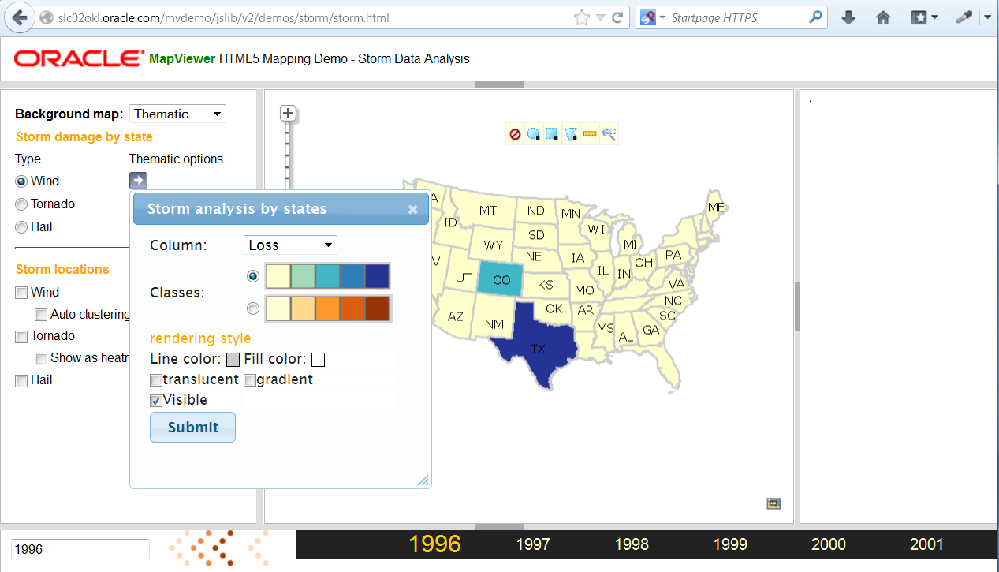 slc02okl.oracle.com/mvdemo/jslib/v2/demos/storm/storm.html
Startpage HTTPS
ORACLE MapViewer HTML5 Mapping Demo - Storm Data Analysis
Background map: Thematic
Storm damage by state
Type Thematic options
Wind
Tornado
Hail
Storm locations
Wind
Auto clustering
Tornado
Show as heatm
Hail
Storm analysis by states
Column: Loss
Classes:
rendering style
Line color: Fill color:
translucent gradient
Visible
Submit
A
MT
ND
MN
ME
ID
SD
WI
WY
MI
NE
IA
OH
PA
V
UT
CO
IL
IN
KS
MO
VA
AZ
NM
OK
AR
NC
SC
TX
MS
AL
GA
1996
1996 1997 1998 1999 2000 2001